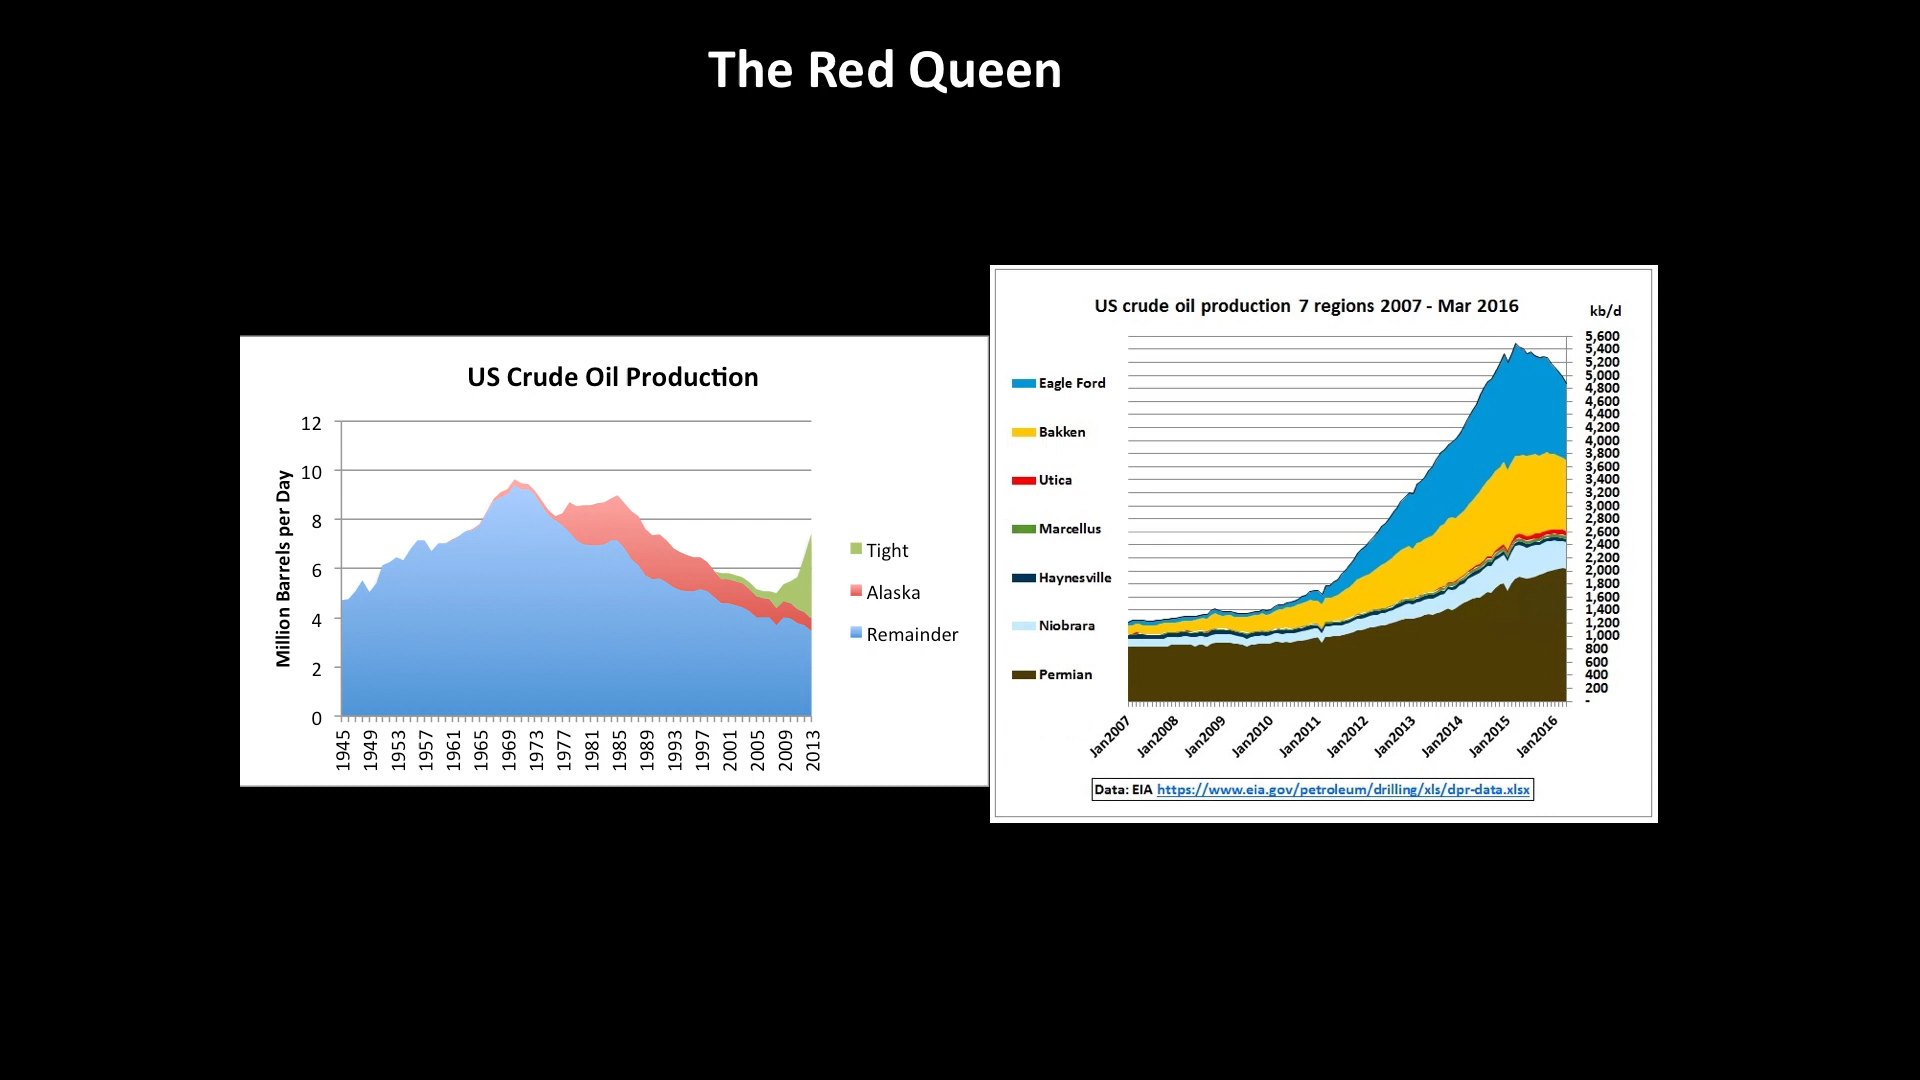 The Red Queen
US Crude Oil Production
Million Barrels per Day
12
10
8
6
4
2
0
1945
1949
1953
1957
1961
1965
1969
1973
1977
1981
1985
1989
1993
1997
2001
2005
2009
2013
Tight
Alaska
Remainder
US crude oil production 7 regions 2007 - Mar 2016
kb/d
Eagle Ford
Bakken
Utica
Marcellus
Haynesville
Niobrara
Permian
5,600
5,400
5,200
5,000
4,800
4,600
4,400
4,200
4,000
3,800
3,600
3,400
3,200
3,000
2,800
2,600
2,400
2,200
2,000
1,800
1,600
1,400
1,200
1,000
800
600
400
200
-
Jan2007
Jan2008
Jan2009
Jan2010
Jan2011
Jan2012
Jan2013
Jan2014
Jan2015
Jan2016
Data: EIA https://www.eia.gov/petroleum/drilling/xls/dpr-data.xlsx